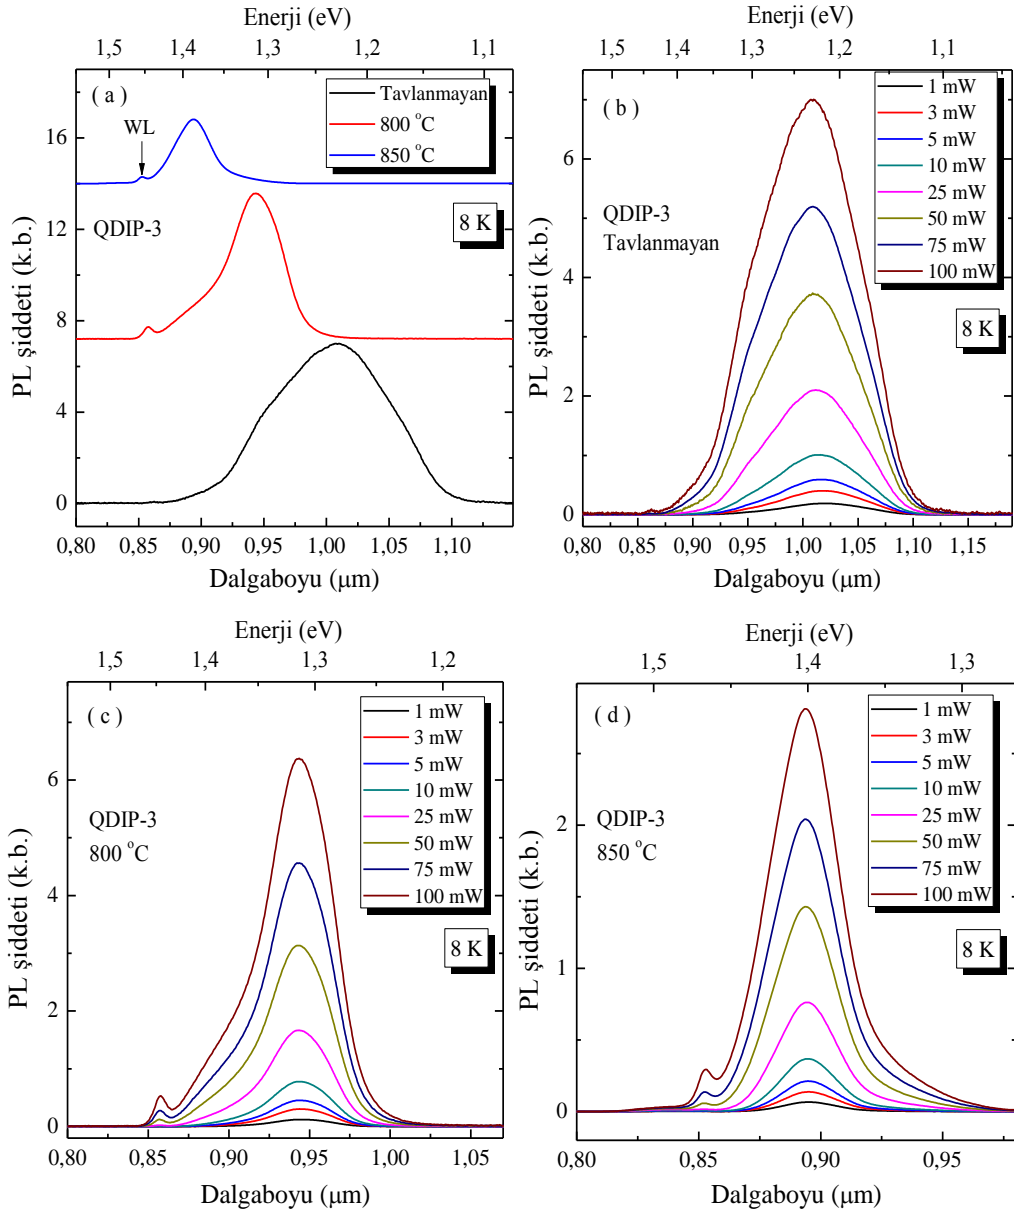 Enerji (eV)
1,5 1,4 1,3 1,2 1,1
( a )
Tavlanmayan
800 °C
850 °C
WL
QDIP-3
8 K
PL şiddeti (k.b.)
16
12
8
4
0
0,80 0,85 0,90 0,95 1,00 1,05 1,10
Dalgaboyu (μm)
Enerji (eV)
1,5 1,4 1,3 1,2 1,1
( b )
1 mW
3 mW
5 mW
10 mW
25 mW
50 mW
75 mW
100 mW
QDIP-3
Tavlanmayan
8 K
PL şiddeti (k.b.)
6
4
2
0
0,80 0,85 0,90 0,95 1,00 1,05 1,10 1,15
Dalgaboyu (μm)
Enerji (eV)
1,5 1,4 1,3 1,2
( c )
1 mW
3 mW
5 mW
10 mW
25 mW
50 mW
75 mW
100 mW
QDIP-3
800 °C
8 K
PL şiddeti (k.b.)
6
4
2
0
0,80 0,85 0,90 0,95 1,00 1,05
Dalgaboyu (μm)
Enerji (eV)
1,5 1,4 1,3
( d )
1 mW
3 mW
5 mW
10 mW
25 mW
50 mW
75 mW
100 mW
QDIP-3
850 °C
8 K
PL şiddeti (k.b.)
2
1
0
0,80 0,85 0,90 0,95
Dalgaboyu (μm)